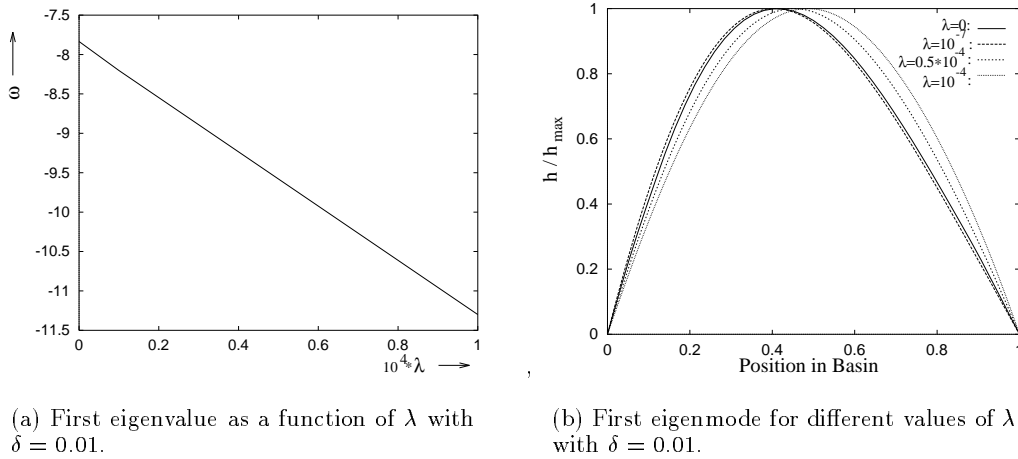 -7.5
-8
-8.5
-9
-9.5
-10
-10.5
-11
-11.5
ω
0
0.2
0.4
0.6
0.8
1
10^4*λ
1
0.8
0.6
0.4
0.2
0
h / h_max
λ=0:
λ=10^-7:
λ=0.5*10^-4:
λ=10^-4:
0
0.2
0.4
0.6
0.8
1
Position in Basin
,
(a) First eigenvalue as a function of λ with
δ = 0.01.
(b) First eigenmode for different values of λ
with δ = 0.01.